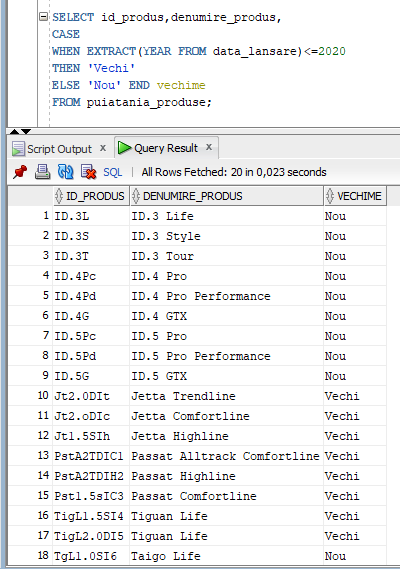 SELECT id_produs,denumire_produs,
CASE
WHEN EXTRACT(YEAR FROM data_lansare)<=2020
THEN 'Vechi'
ELSE 'Nou' END vechime
FROM puiatania_produse;
Script Output x Query Result x
SQL | All Rows Fetched: 20 in 0,023 seconds
ID_PRODUS DENUMIRE_PRODUS VECHIME
1 ID.3L ID.3 Life Nou
2 ID.3S ID.3 Style Nou
3 ID.3T ID.3 Tour Nou
4 ID.4Pc ID.4 Pro Nou
5 ID.4Pd ID.4 Pro Performance Nou
6 ID.4G ID.4 GTX Nou
7 ID.5Pc ID.5 Pro Nou
8 ID.5Pd ID.5 Pro Performance Nou
9 ID.5G ID.5 GTX Nou
10 Jt2.0DIt Jetta Trendline Vechi
11 Jt2.oDIc Jetta Comfortline Vechi
12 Jt1.5SIh Jetta Highline Vechi
13 PstA2TDIC1 Passat Alltrack Comfortline Vechi
14 PstA2TDIH2 Passat Highline Vechi
15 Pst1.5sIC3 Passat Comfortline Vechi
16 TigL1.5SI4 Tiguan Life Vechi
17 TigL2.0DI5 Tiguan Life Vechi
18 TgL1.0SI6 Taigo Life Nou